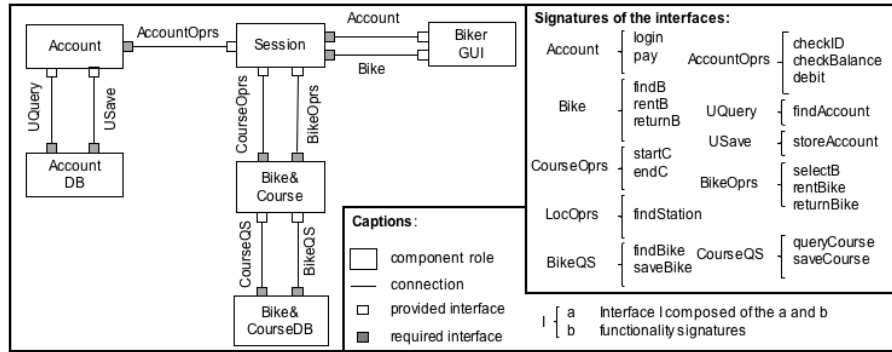 Account
AccountOprs
Session
Account
Bike
Biker
GUI
UQuery
USave
CourseOprs
BikeOprs
Account
DB
Bike&
Course
CourseQS
BikeQS
Bike&
CourseDB
Captions:
component role
connection
provided interface
required interface
Signatures of the interfaces:
Account
login
pay
AccountOprs
checkID
checkBalance
debit
Bike
findB
rentB
returnB
UQuery
findAccount
USave
storeAccount
CourseOprs
startC
endC
BikeOprs
selectB
rentBike
returnBike
LocOprs
findStation
BikeQS
findBike
saveBike
CourseQS
queryCourse
saveCourse
I
a Interface I composed of the a and b
b functionality signatures